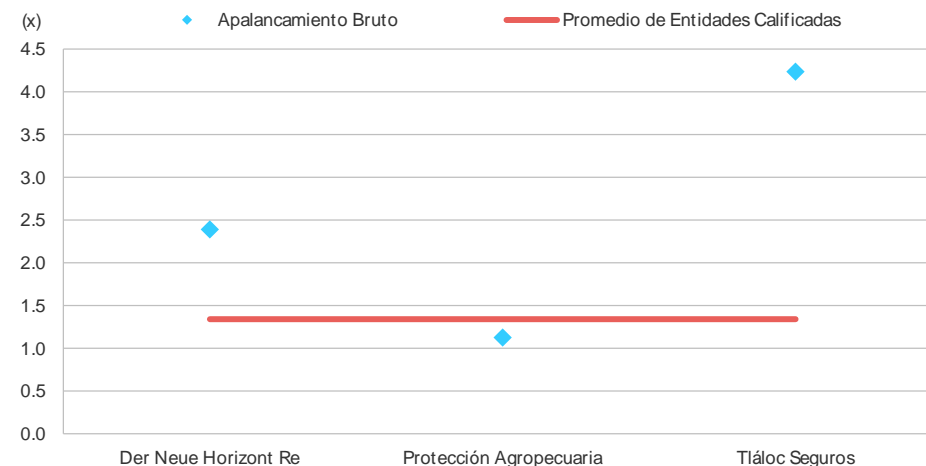 (x)
Apalancamiento Bruto
Promedio de Entidades Calificadas
4.5
4.0
3.5
3.0
2.5
2.0
1.5
1.0
0.5
0.0
Der Neue Horizont Re
Protección Agropecuaria
Tláloc Seguros